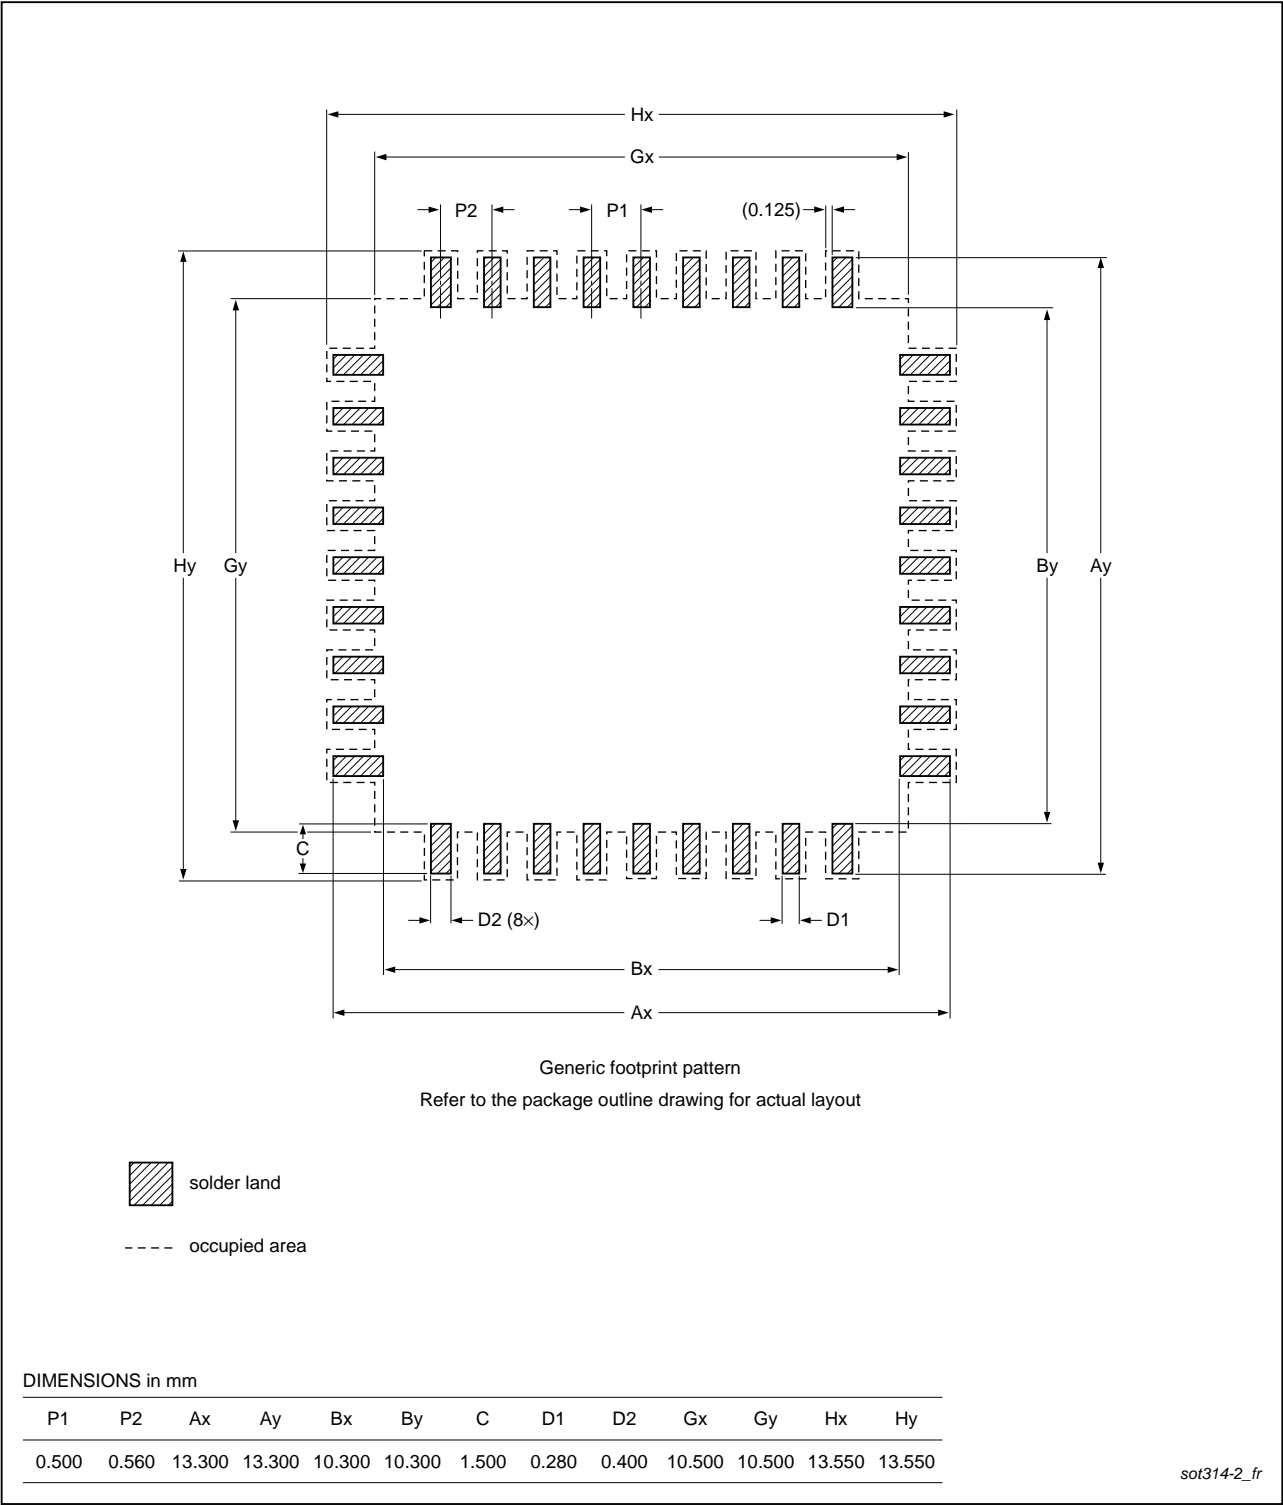 Hx
Gx
P2 P1 (0.125)
Hy Gy By Ay
C
D2 (8×) D1
Bx
Ax
Generic footprint pattern
Refer to the package outline drawing for actual layout
solder land
occupied area
DIMENSIONS in mm
P1 P2 Ax Ay Bx By C D1 D2 Gx Gy Hx Hy
0.500 0.560 13.300 13.300 10.300 10.300 1.500 0.280 0.400 10.500 10.500 13.550 13.550
sot314-2_fr